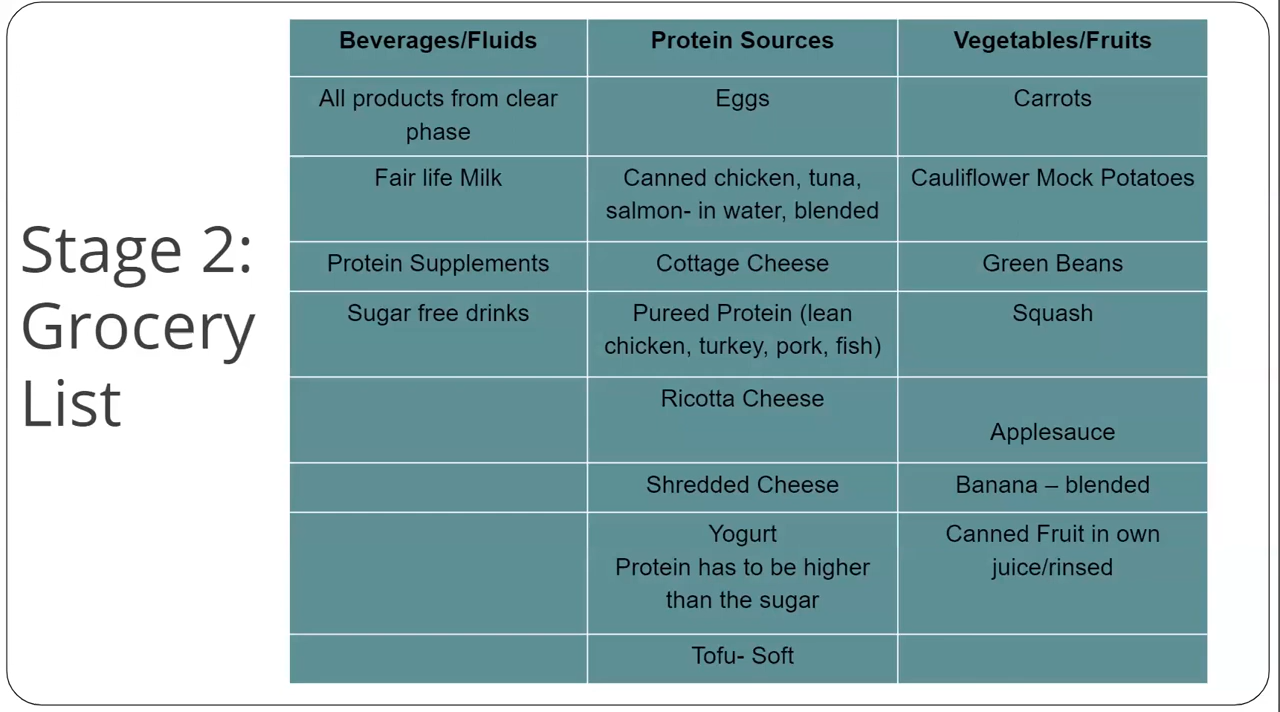 Stage 2:
Grocery
List
Beverages/Fluids
Protein Sources
Vegetables/Fruits
All products from clear
phase
Eggs
Carrots
Fair life Milk
Canned chicken, tuna,
salmon- in water, blended
Cauliflower Mock Potatoes
Protein Supplements
Cottage Cheese
Green Beans
Sugar free drinks
Pureed Protein (lean
chicken, turkey, pork, fish)
Squash
Ricotta Cheese
Applesauce
Shredded Cheese
Banana – blended
Yogurt
Protein has to be higher
than the sugar
Canned Fruit in own
juice/rinsed
Tofu- Soft